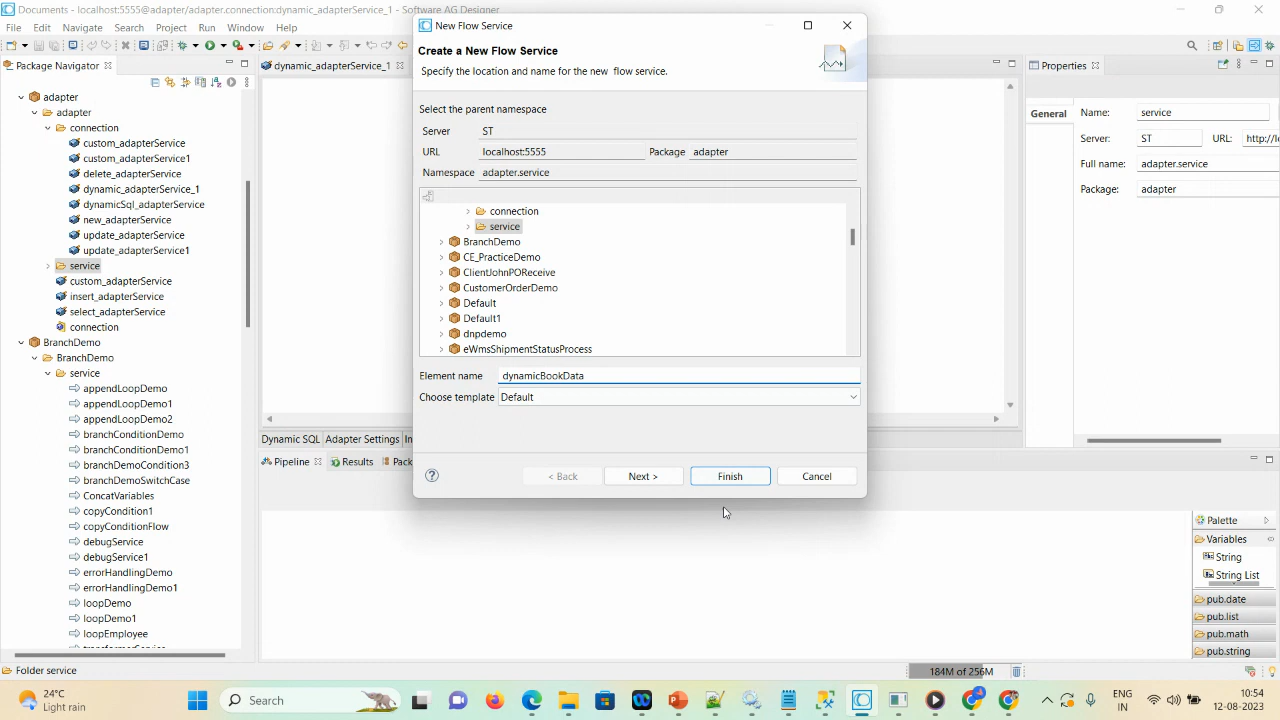 Documents - localhost:5555@adapter/adapter.connection:dynamic_adapterService_1 - Software AG Designer
File Edit Navigate Search Project Run Window Help
Package Navigator
adapter
adapter
connection
custom_adapterService
custom_adapterService1
delete_adapterService
dynamic_adapterService_1
dynamicSql_adapterService
new_adapterService
update_adapterService
update_adapterService1
service
custom_adapterService
insert_adapterService
select_adapterService
connection
BranchDemo
BranchDemo
service
appendLoopDemo
appendLoopDemo1
appendLoopDemo2
branchConditionDemo
branchConditionDemo1
branchDemoCondition3
branchDemoSwitchCase
ConcatVariables
copyCondition1
copyConditionFlow
debugService
debugService1
errorHandlingDemo
errorHandlingDemo1
loopDemo
loopDemo1
loopEmployee
Folder service
dynamic_adapterService_1
New Flow Service
Create a New Flow Service
Specify the location and name for the new flow service.
Select the parent namespace
Server ST
URL localhost:5555 Package adapter
Namespace adapter.service
connection
service
BranchDemo
CE_PracticeDemo
ClientJohnPOReceive
CustomerOrderDemo
Default
Default1
dnpdemo
eWmsShipmentStatusProcess
Element name dynamicBookData
Choose template Default
< Back Next > Finish Cancel
Dynamic SQL Adapter Settings In
Pipeline Results Pack
Properties
General
Name: service
Server: ST URL: http://l
Full name: adapter.service
Package: adapter
Palette
Variables
String
String List
pub.date
pub.list
pub.math
pub.string
184M of 256M
24°C
Light rain
Search
ENG
IN
10:54
12-08-2023